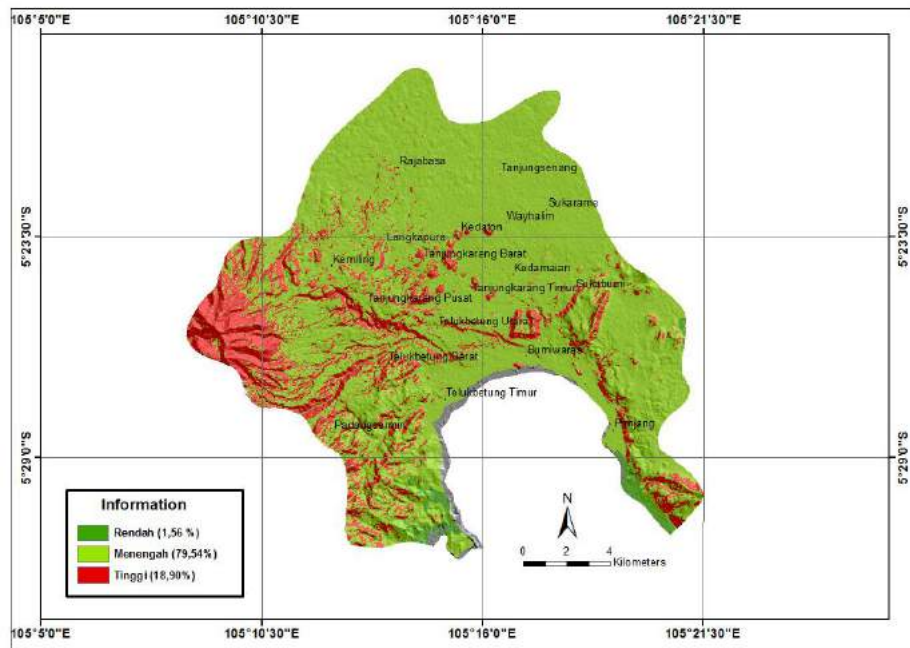 105°5'0"E 105°10'30"E 105°16'0"E 105°21'30"E
Rajabasa
Tanjungsenang
Sukarama
Wayhalim
Kedaton
5°23'30"S 5°23'30"S
Langkapura
Tanjungkarang Barat
Kemiling
Kedamaian
Sukabumi
Tanjungkarang Timur
Tanjungkarang Pusat
Telukbetung Utara
Bumiwaras
Telukbetung Barat
Telukbetung Timur
Panjang
5°29'0"S 5°29'0"S
Information
Rendah (1,56 %)
Menengah (79,54%)
Tinggi (18,90%)
N
0 2 4
Kilometers
105°5'0"E 105°10'30"E 105°16'0"E 105°21'30"E